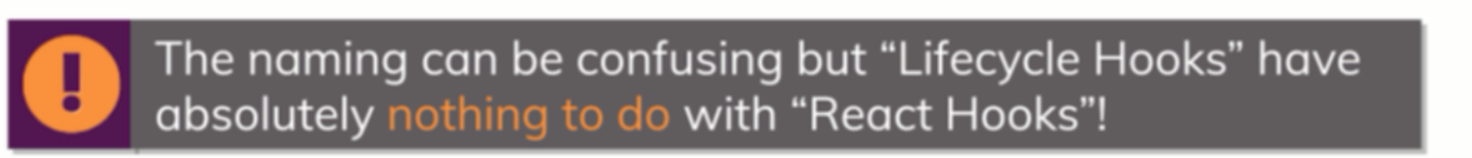 The naming can be confusing but “Lifecycle Hooks” have
absolutely nothing to do with “React Hooks”!